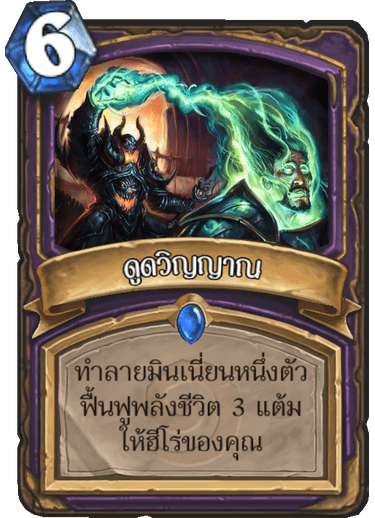 6
ดูดวิญญาณ
ทำลายมินเนี่ยนหนึ่งตัว
ฟื้นฟูพลังชีวิต 3 แต้ม
ให้ฮีโร่ของคุณ